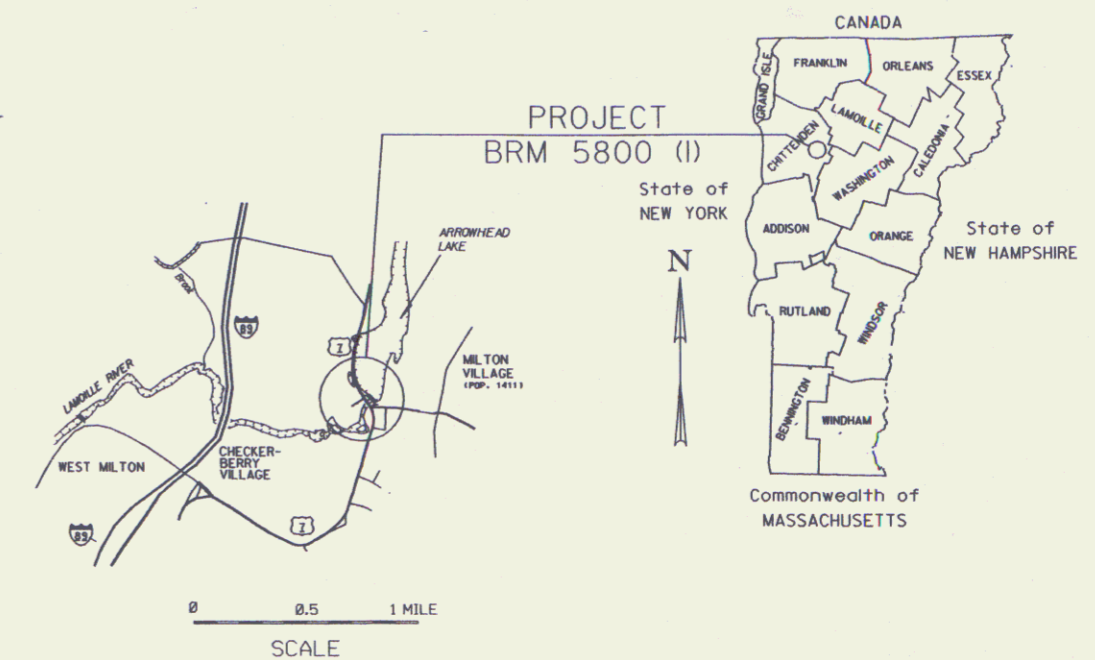 CANADA
FRANKLIN
ORLEANS
ESSEX
GRAND ISLE
LAMOILLE
CHITTENDEN
CALEDONIA
WASHINGTON
PROJECT
BRM 5800 (1)
State of
NEW YORK
ADDISON
ORANGE
State of
NEW HAMPSHIRE
N
RUTLAND
WINDSOR
BENNINGTON
WINDHAM
Commonwealth of
MASSACHUSETTS
ARROWHEAD
LAKE
Brook
89
7
MILTON
VILLAGE
(POP. 1411)
LAMOILLE RIVER
WEST MILTON
CHECKER-
BERRY
VILLAGE
7
89
0 0.5 1 MILE
SCALE